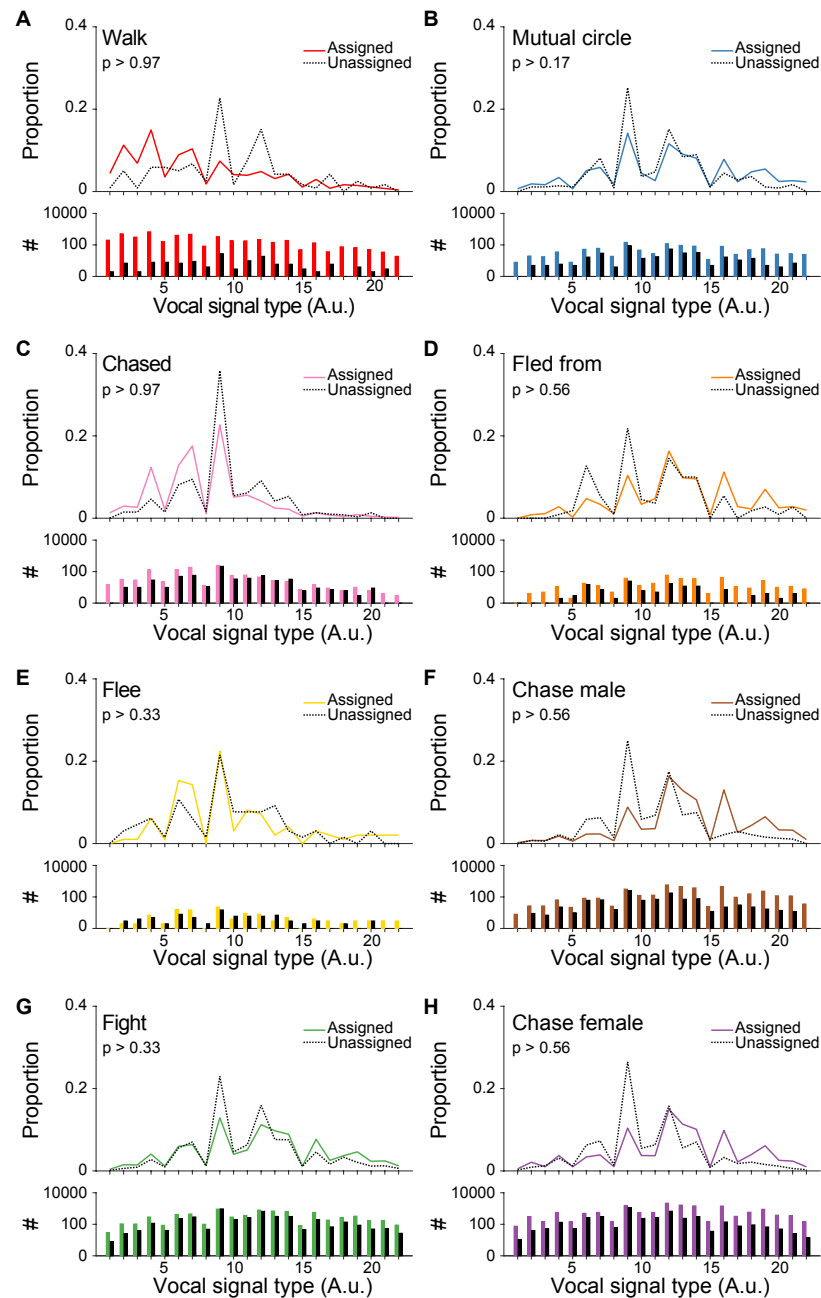 A
Walk
p > 0.97
Assigned
Unassigned
0.4
0.2
0
Proportion
10000
100
0
#
5
10
15
20
Vocal signal type (A.u.)
B
Mutual circle
p > 0.17
Assigned
Unassigned
0.4
0.2
0
Proportion
10000
100
0
#
5
10
15
20
Vocal signal type (A.u.)
C
Chased
p > 0.97
Assigned
Unassigned
0.4
0.2
0
Proportion
10000
100
0
#
5
10
15
20
Vocal signal type (A.u.)
D
Fled from
p > 0.56
Assigned
Unassigned
0.4
0.2
0
Proportion
10000
100
0
#
5
10
15
20
Vocal signal type (A.u.)
E
Flee
p > 0.33
Assigned
Unassigned
0.4
0.2
0
Proportion
10000
100
0
#
5
10
15
20
Vocal signal type (A.u.)
F
Chase male
p > 0.56
Assigned
Unassigned
0.4
0.2
0
Proportion
10000
100
0
#
5
10
15
20
Vocal signal type (A.u.)
G
Fight
p > 0.33
Assigned
Unassigned
0.4
0.2
0
Proportion
10000
100
0
#
5
10
15
20
Vocal signal type (A.u.)
H
Chase female
p > 0.56
Assigned
Unassigned
0.4
0.2
0
Proportion
10000
100
0
#
5
10
15
20
Vocal signal type (A.u.)